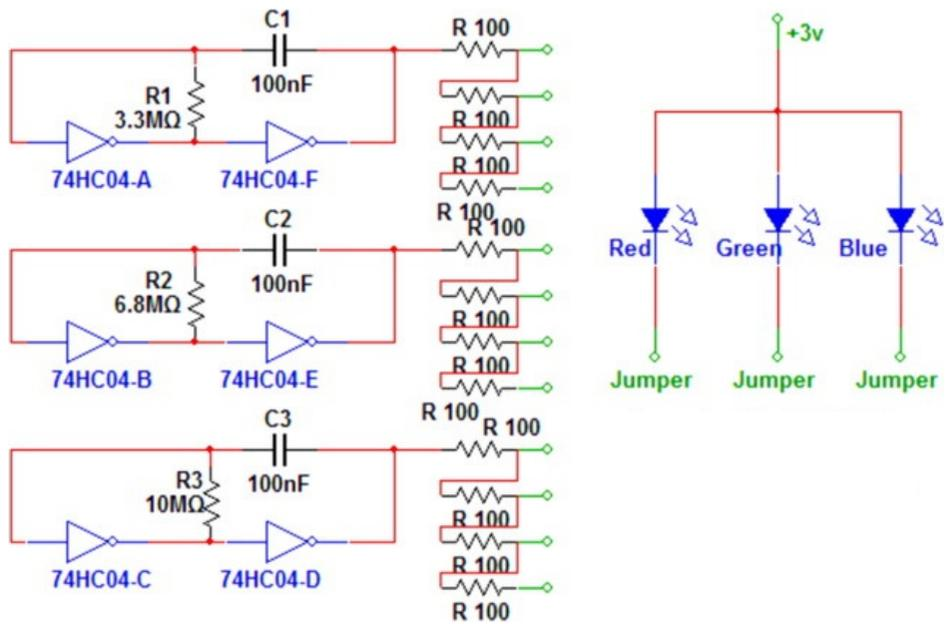 C1
R 100
+3v
100nF
R1
3.3MΩ
R 100
R 100
74HC04-A
74HC04-F
R 100
C2
R 100
100nF
Red
Green
Blue
R2
6.8MΩ
R 100
R 100
74HC04-B
74HC04-E
Jumper
Jumper
Jumper
R 100
C3
R 100
100nF
R3
10MΩ
R 100
R 100
74HC04-C
74HC04-D
R 100